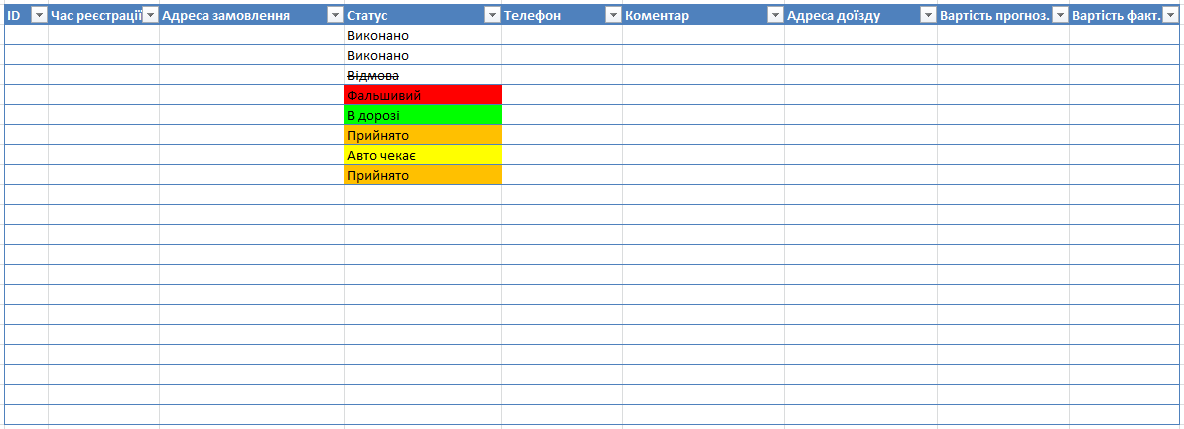 ID Час реєстрації Адреса замовлення Статус Телефон Коментар Адреса доїзду Вартість прогноз. Вартість факт.
Виконано
Виконано
Відмова
Фальшивий
В дорозі
Прийнято
Авто чекає
Прийнято